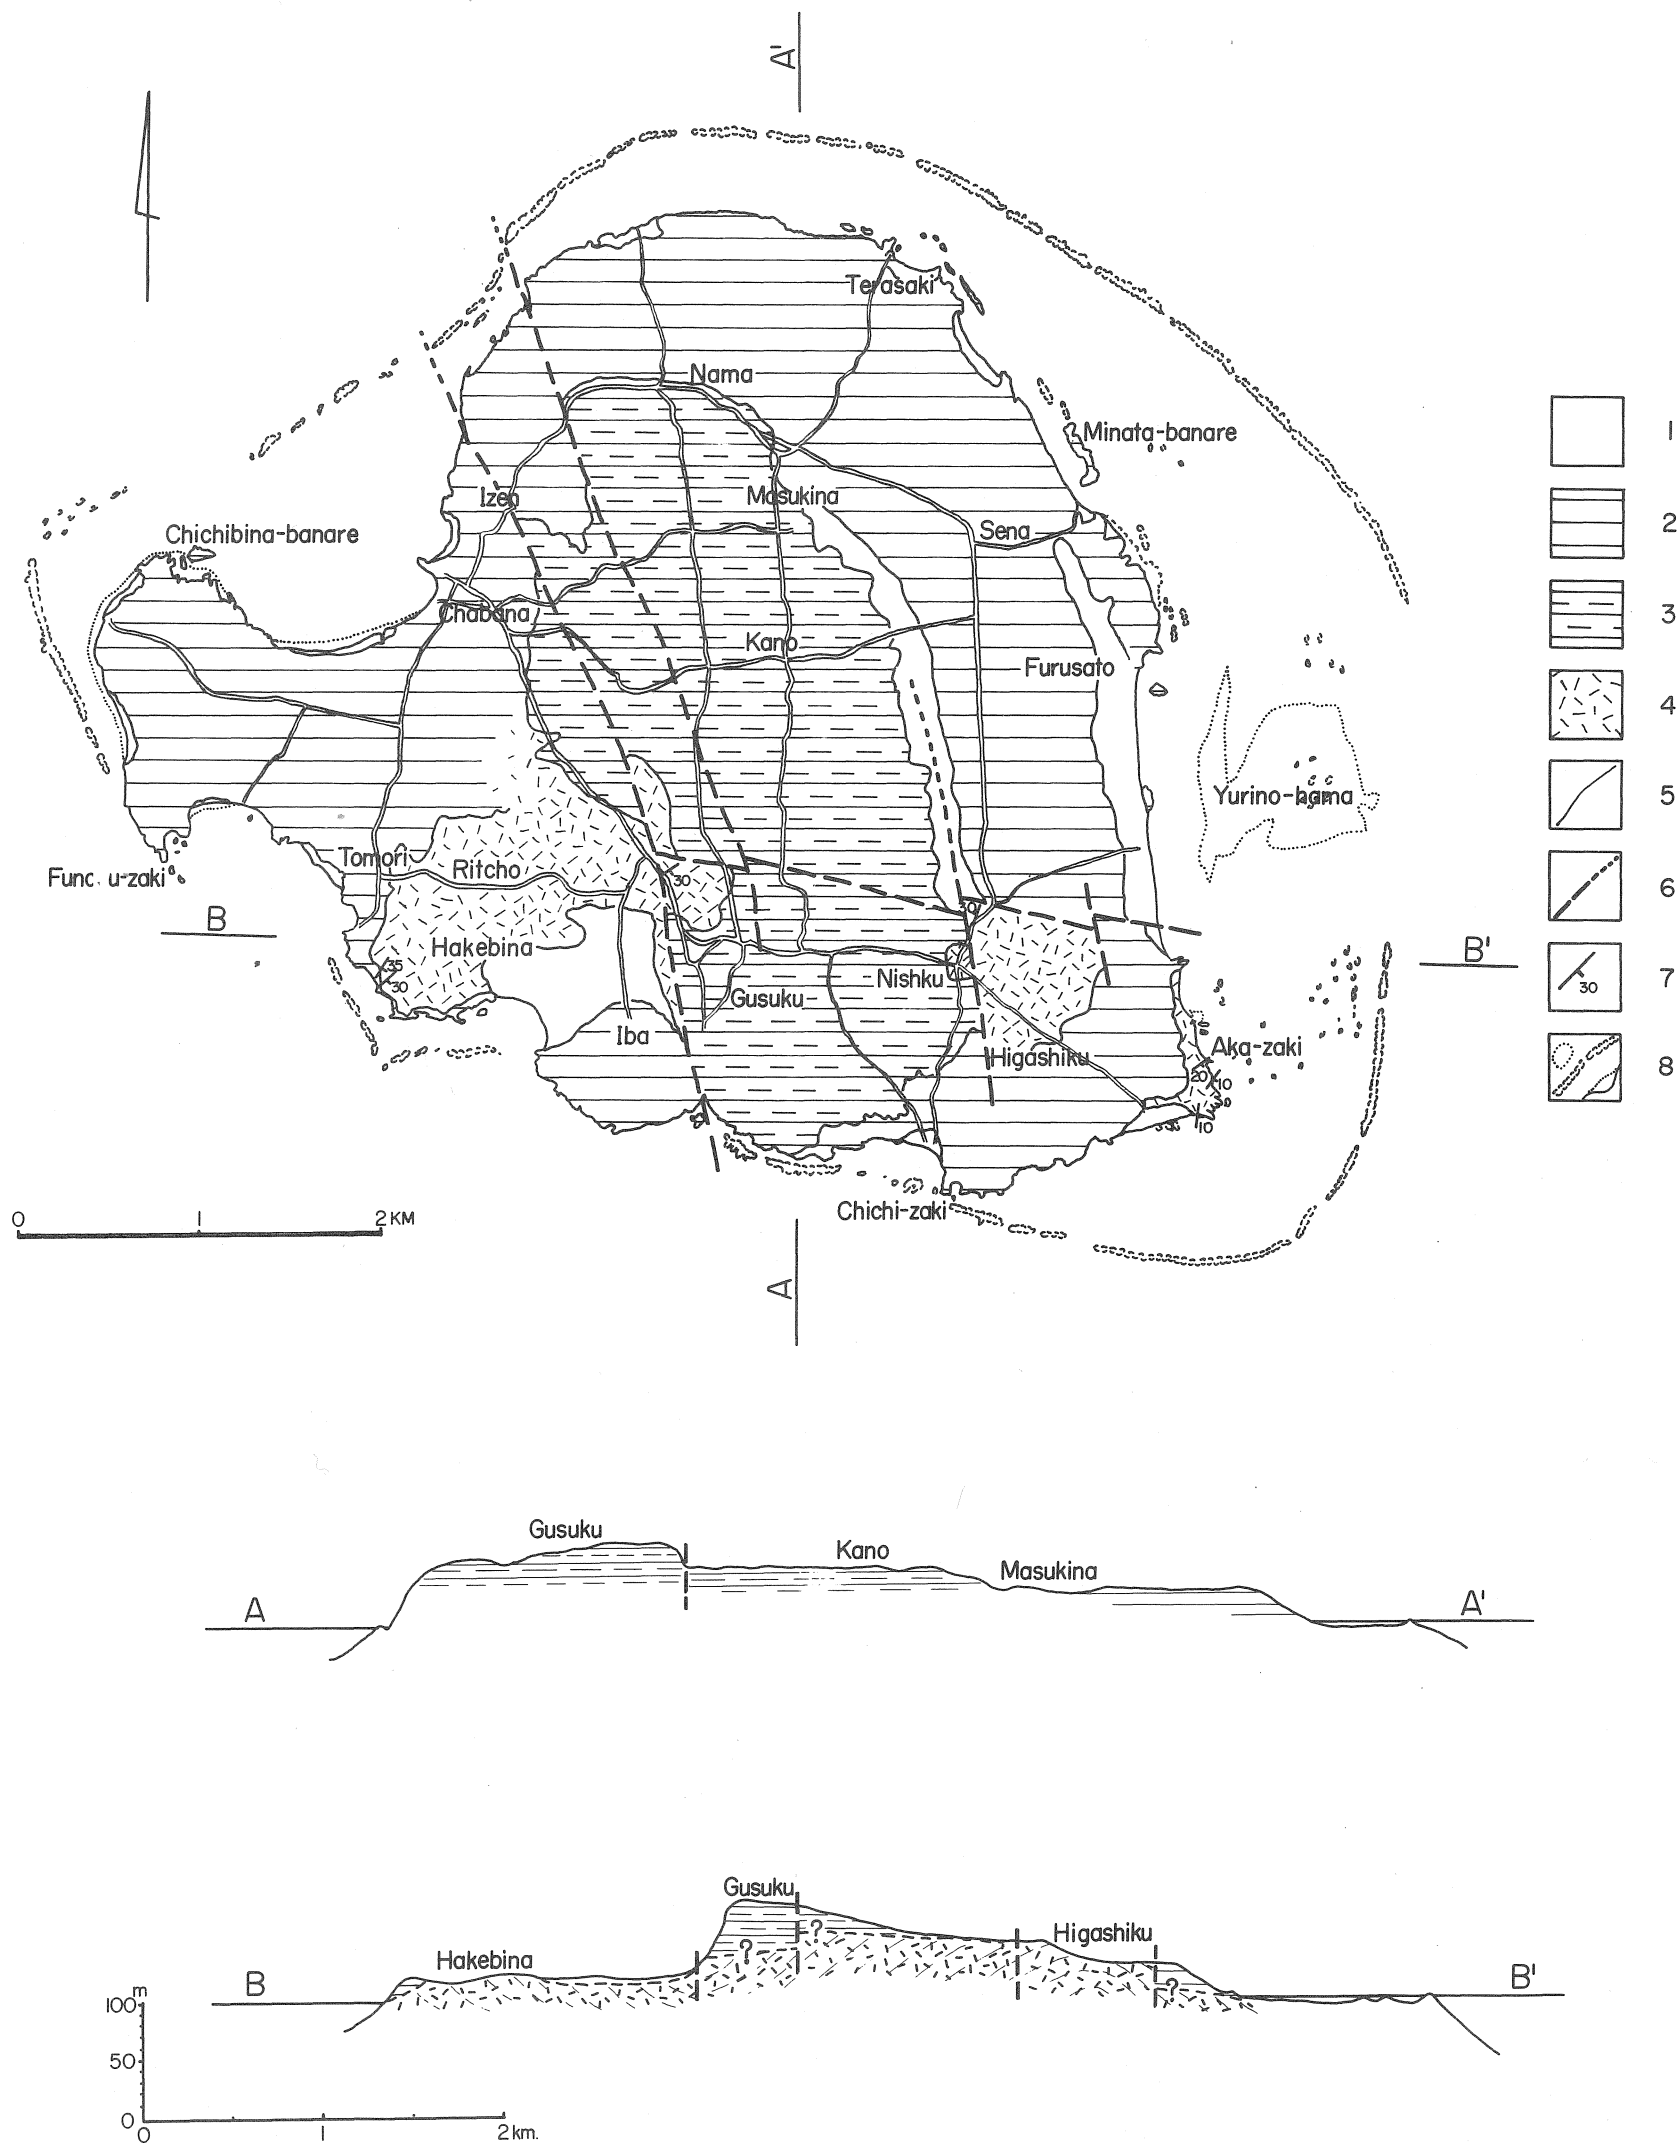 A'
Terasaki
Nama
Minata-banare
1
Izen
Masukina
2
Chichibina-banare
Sena
3
Chabana
Kano
Furusato
4
Yurino-hama
5
Tomori
Ritcho
30
6
30
B
Hakebina
B'
35
30
Nishku
7
30
Gusuku
Iba
Higashiku
Aka-zaki
8
20
10
10
0 1 2 KM
Chichi-zaki
A
Gusuku
Kano
Masukina
A
A'
Gusuku
?
?
Higashiku
Hakebina
B
?
B'
m
100
50
0
0 1 2 km.